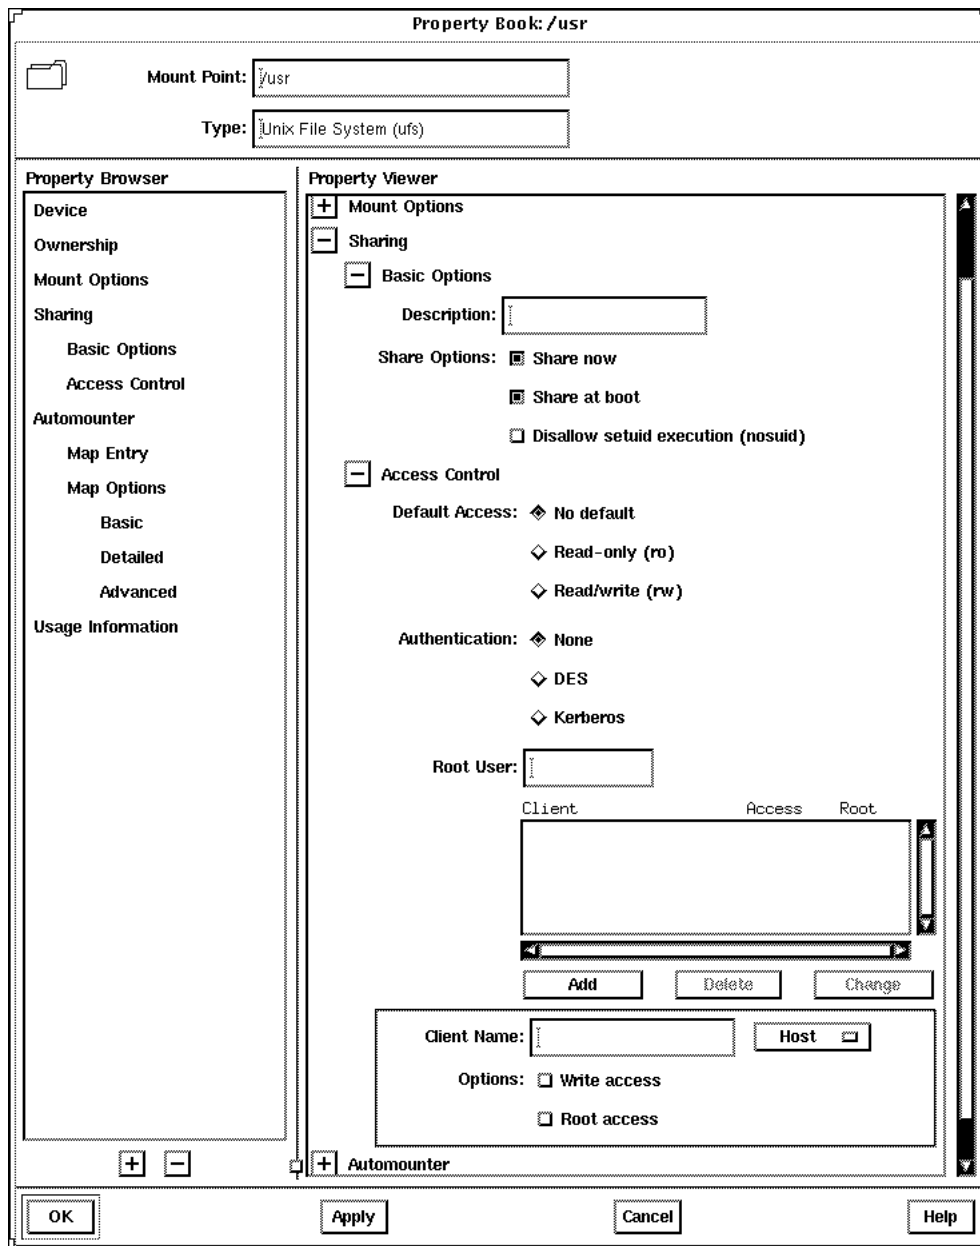 Property Book: /usr
Mount Point: /usr
Type: Unix File System (ufs)
Property Browser
Device
Ownership
Mount Options
Sharing
Basic Options
Access Control
Automounter
Map Entry
Map Options
Basic
Detailed
Advanced
Usage Information
Property Viewer
+ Mount Options
− Sharing
− Basic Options
Description:
Share Options: Share now
Share at boot
Disallow setuid execution (nosuid)
− Access Control
Default Access: No default
Read-only (ro)
Read/write (rw)
Authentication: None
DES
Kerberos
Root User:
Client Access Root
Add Delete Change
Client Name: Host
Options: Write access
Root access
+ Automounter
+ −
OK Apply Cancel Help